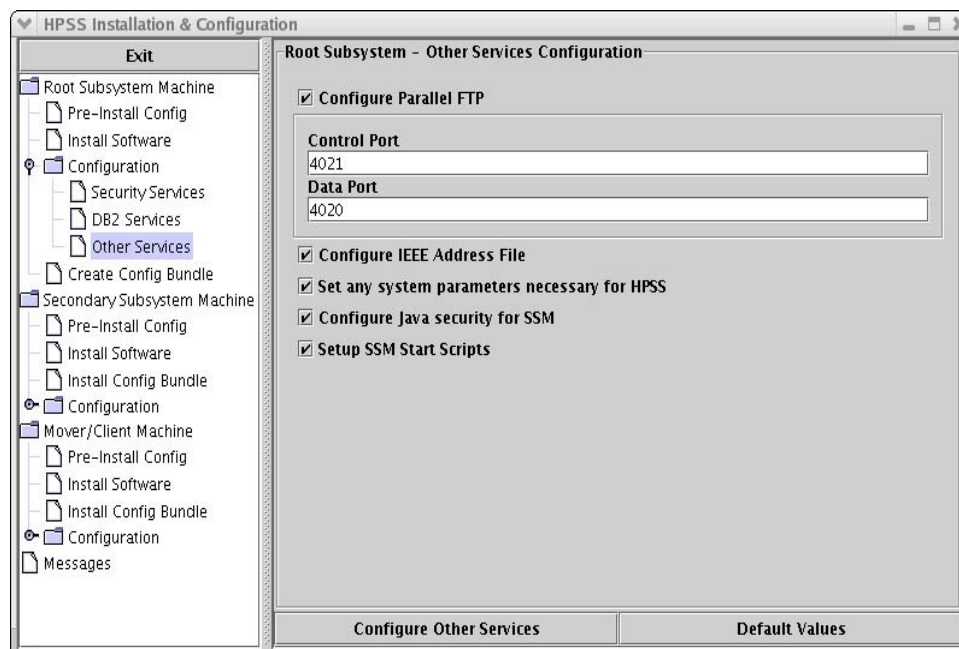 HPSS Installation & Configuration
Exit
Root Subsystem Machine
Pre-Install Config
Install Software
Configuration
Security Services
DB2 Services
Other Services
Create Config Bundle
Secondary Subsystem Machine
Pre-Install Config
Install Software
Install Config Bundle
Configuration
Mover/Client Machine
Pre-Install Config
Install Software
Install Config Bundle
Configuration
Messages
Root Subsystem - Other Services Configuration
Configure Parallel FTP
Control Port
4021
Data Port
4020
Configure IEEE Address File
Set any system parameters necessary for HPSS
Configure Java security for SSM
Setup SSM Start Scripts
Configure Other Services
Default Values